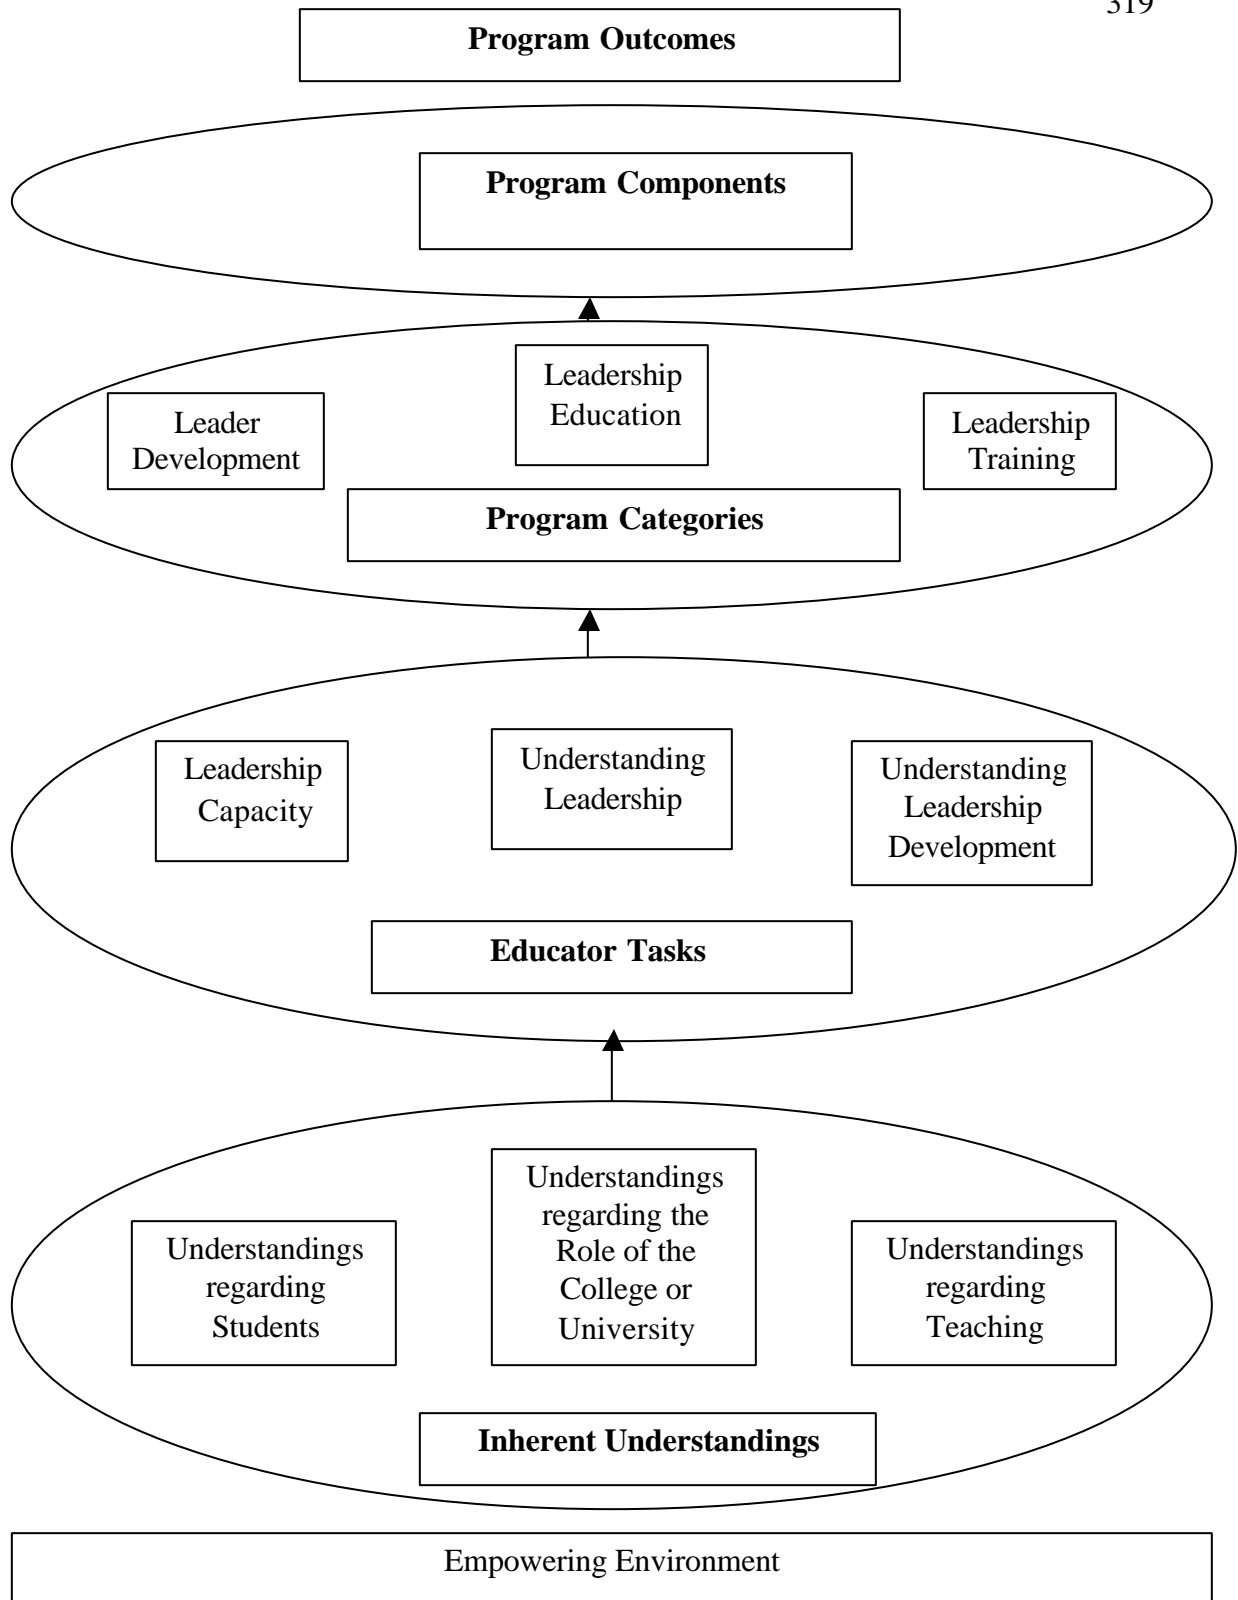 319
Program Outcomes
Program Components
Leadership
Education
Leader
Development
Leadership
Training
Program Categories
Leadership
Capacity
Understanding
Leadership
Understanding
Leadership
Development
Educator Tasks
Understandings
regarding
Students
Understandings
regarding the
Role of the
College or
University
Understandings
regarding
Teaching
Inherent Understandings
Empowering Environment